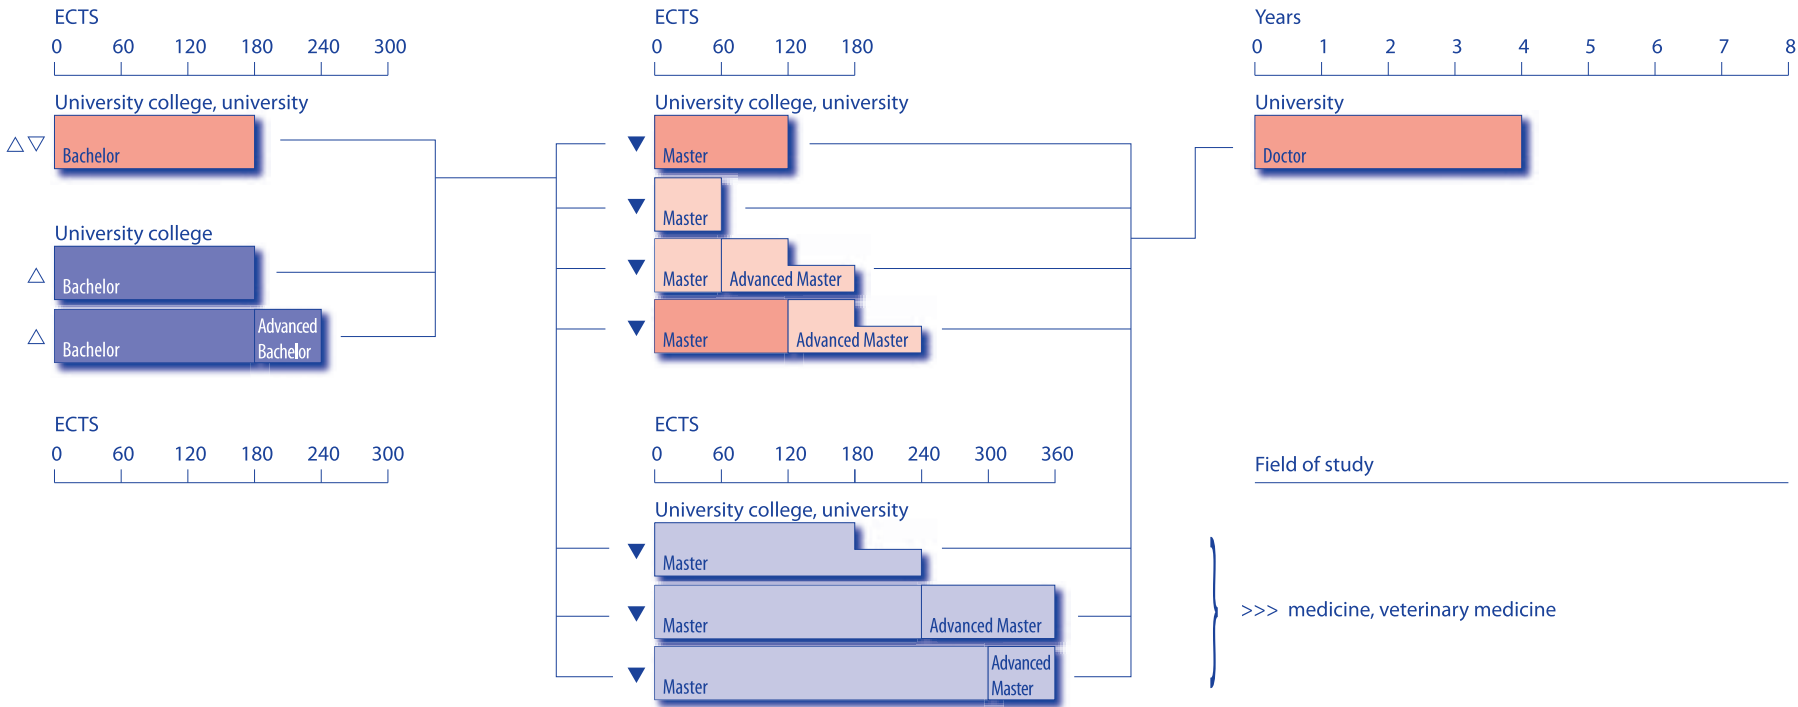 ECTS
0 60 120 180 240 300
University college, university
Bachelor
University college
Bachelor
Bachelor
Advanced
Bachelor
ECTS
0 60 120 180 240 300
ECTS
0 60 120 180
University college, university
Master
Master
Master
Advanced Master
Master
Advanced Master
ECTS
0 60 120 180 240 300 360
University college, university
Master
Master
Advanced Master
Master
Advanced
Master
Years
0 1 2 3 4 5 6 7 8
University
Doctor
Field of study
>>> medicine, veterinary medicine